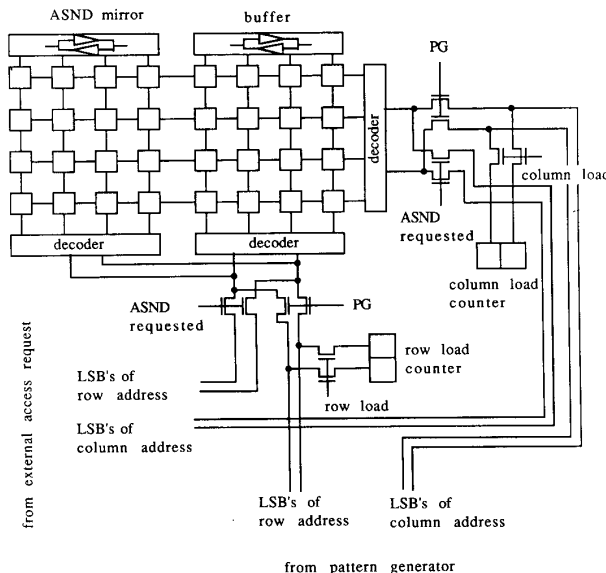 ASND mirror
buffer
PG
decoder
column load
ASND
requested
column load
counter
decoder
decoder
ASND
requested
PG
row load
counter
row load
LSB's of
row address
LSB's of
column address
from external access request
LSB's of
row address
LSB's of
column address
from pattern generator